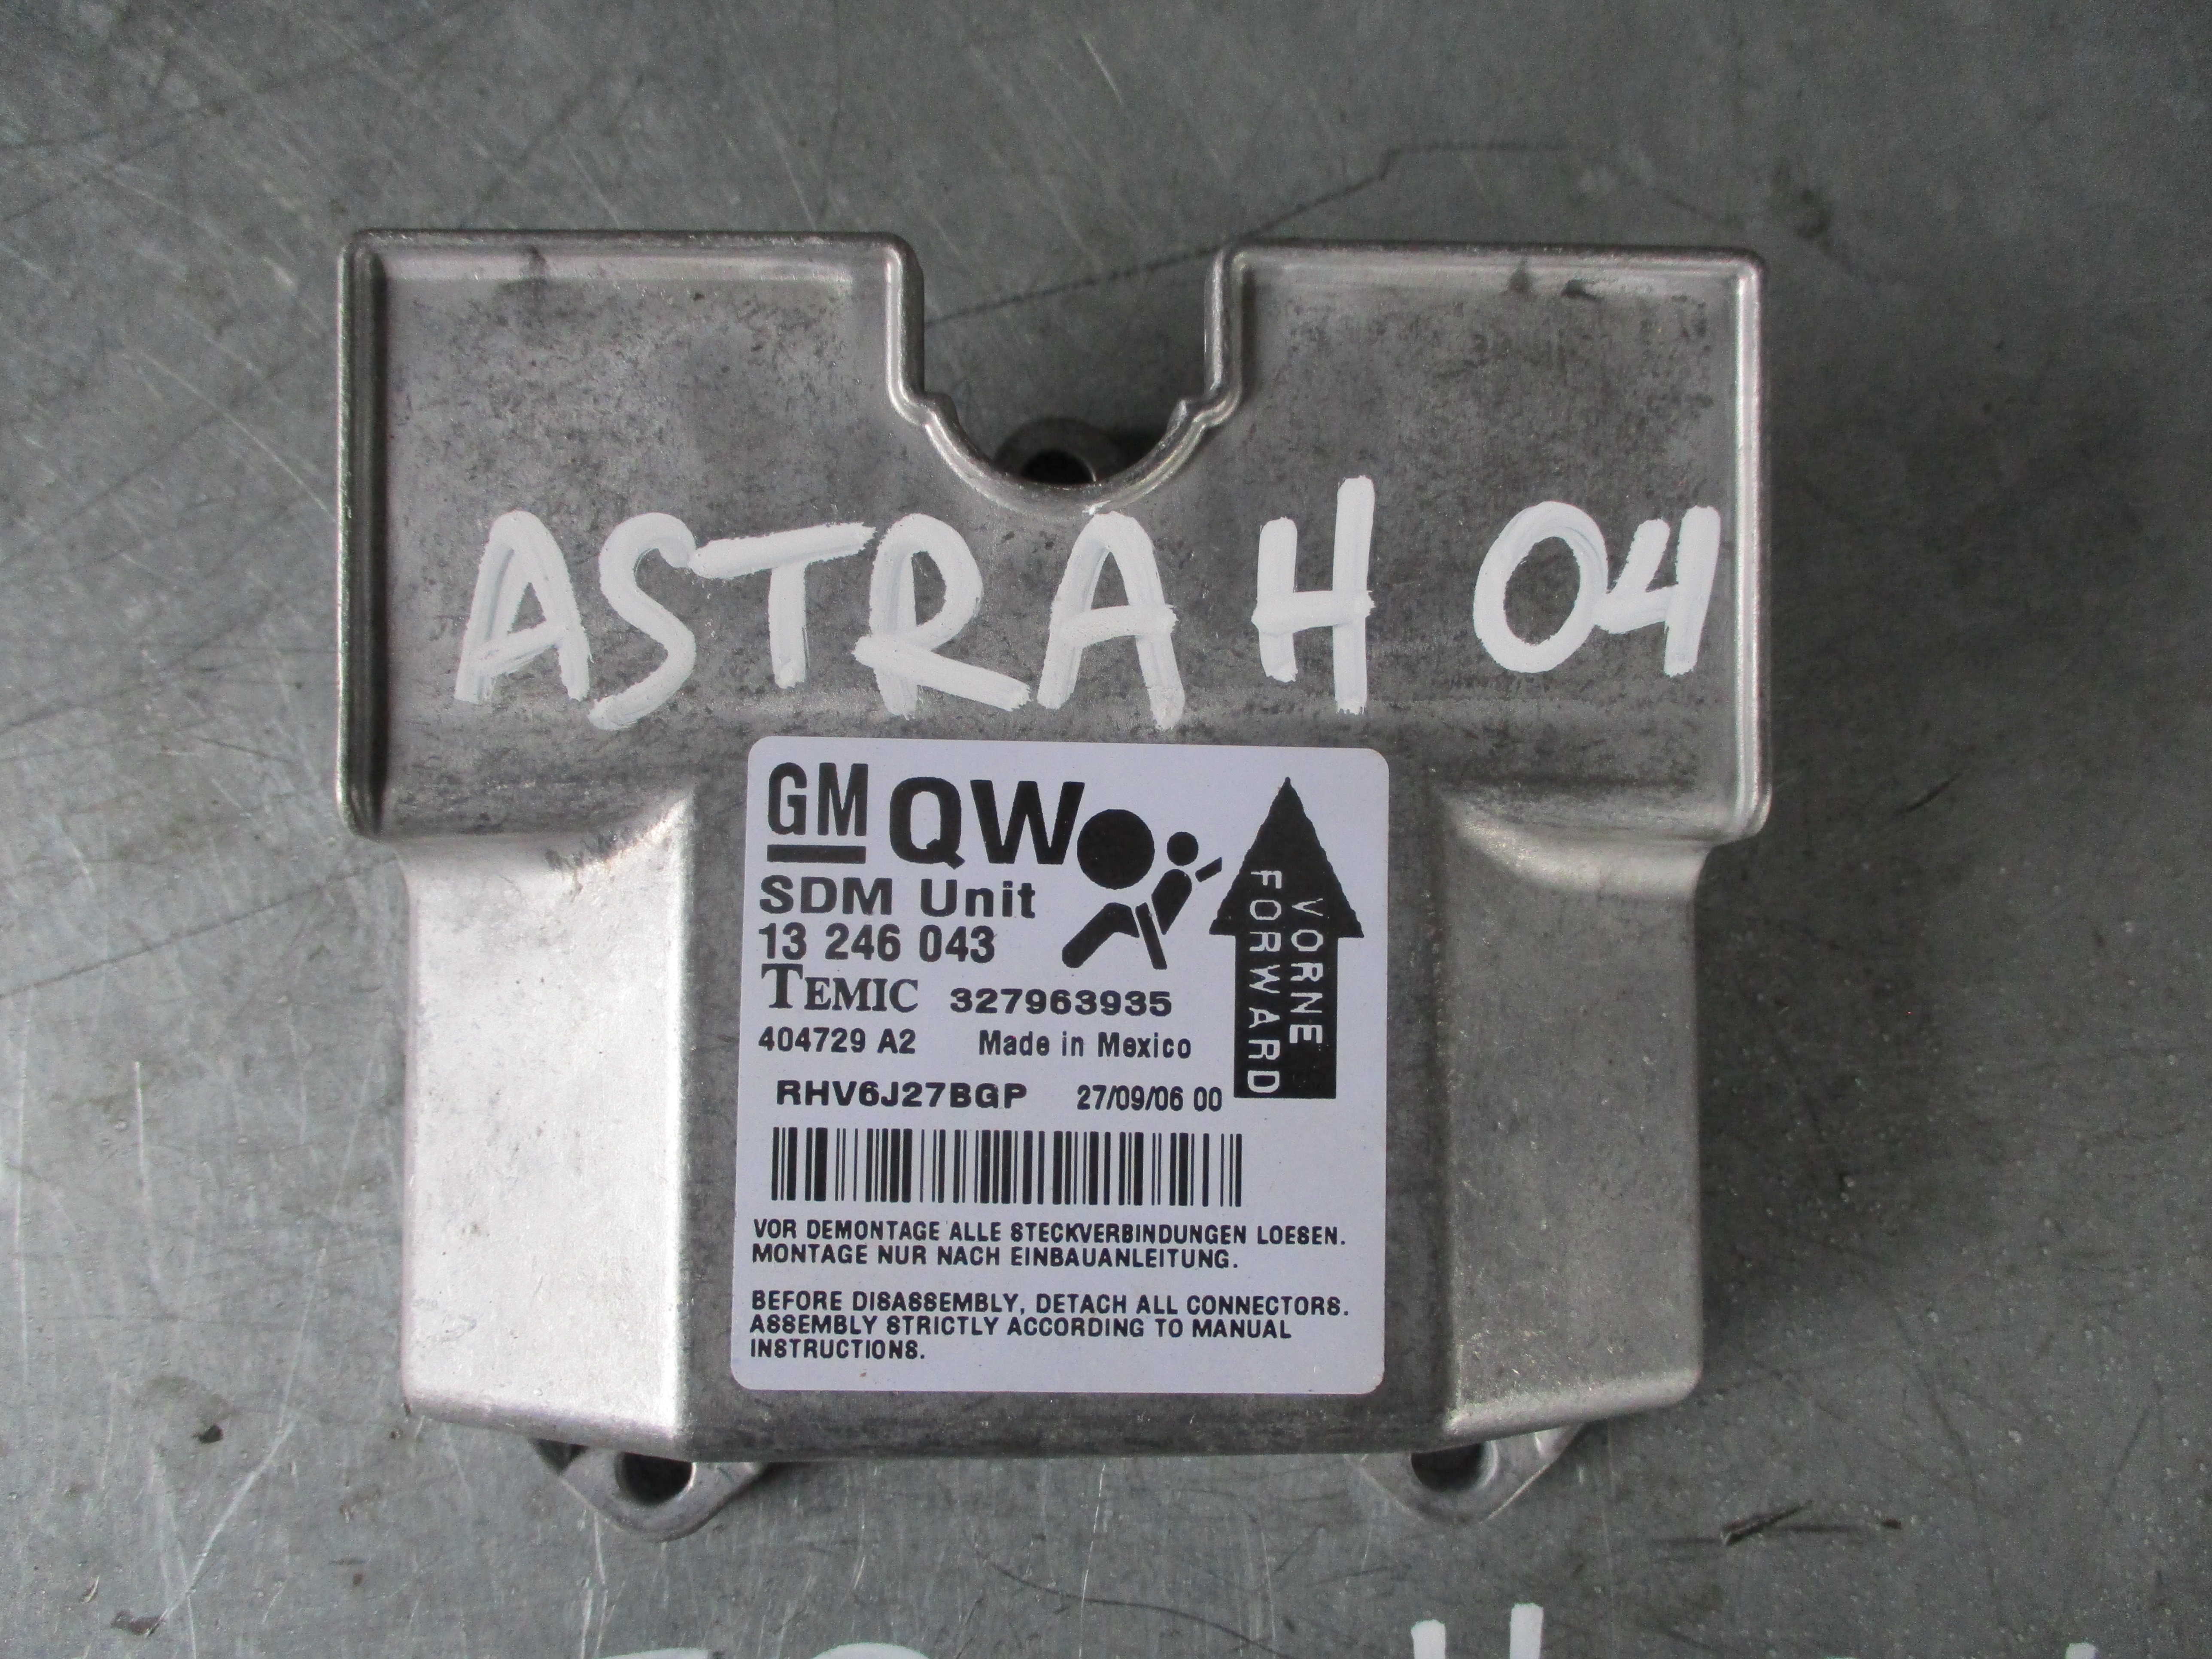 ASTRA H 04
GM QW
SDM Unit
13 246 043
TEMIC 327963935
404729 A2 Made in Mexico
RHV6J27BGP 27/09/06 00
VORNE
FORWARD
VOR DEMONTAGE ALLE STECKVERBINDUNGEN LOESEN.
MONTAGE NUR NACH EINBAUANLEITUNG.
BEFORE DISASSEMBLY, DETACH ALL CONNECTORS.
ASSEMBLY STRICTLY ACCORDING TO MANUAL
INSTRUCTIONS.